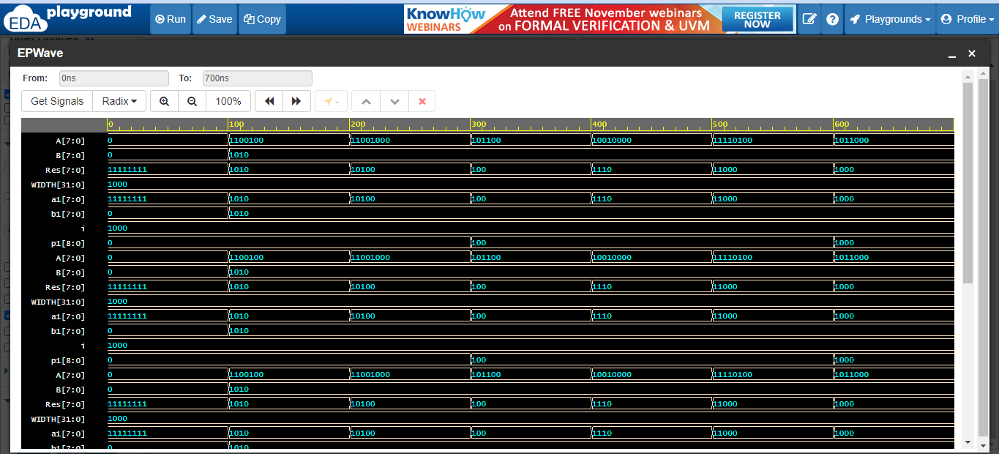 EDA playground
Run Save Copy
KnowHow WEBINARS
Attend FREE November webinars
on FORMAL VERIFICATION & UVM
REGISTER NOW
Playgrounds
Profile
EPWave
From: 0ns To: 700ns
Get Signals Radix 100% -
0 100 200 300 400 500 600
A[7:0] 0 1100100 11001000 101100 10010000 11110100 1011000
B[7:0] 0 1010
Res[7:0] 11111111 1010 10100 100 1110 11000 1000
WIDTH[31:0] 1000
a1[7:0] 11111111 1010 10100 100 1110 11000 1000
b1[7:0] 0 1010
i 1000
p1[8:0] 0 100 1000
A[7:0] 0 1100100 11001000 101100 10010000 11110100 1011000
B[7:0] 0 1010
Res[7:0] 11111111 1010 10100 100 1110 11000 1000
WIDTH[31:0] 1000
a1[7:0] 11111111 1010 10100 100 1110 11000 1000
b1[7:0] 0 1010
i 1000
p1[8:0] 0 100 1000
A[7:0] 0 1100100 11001000 101100 10010000 11110100 1011000
B[7:0] 0 1010
Res[7:0] 11111111 1010 10100 100 1110 11000 1000
WIDTH[31:0] 1000
a1[7:0] 11111111 1010 10100 100 1110 11000 1000
b1[7:0] 0 1010